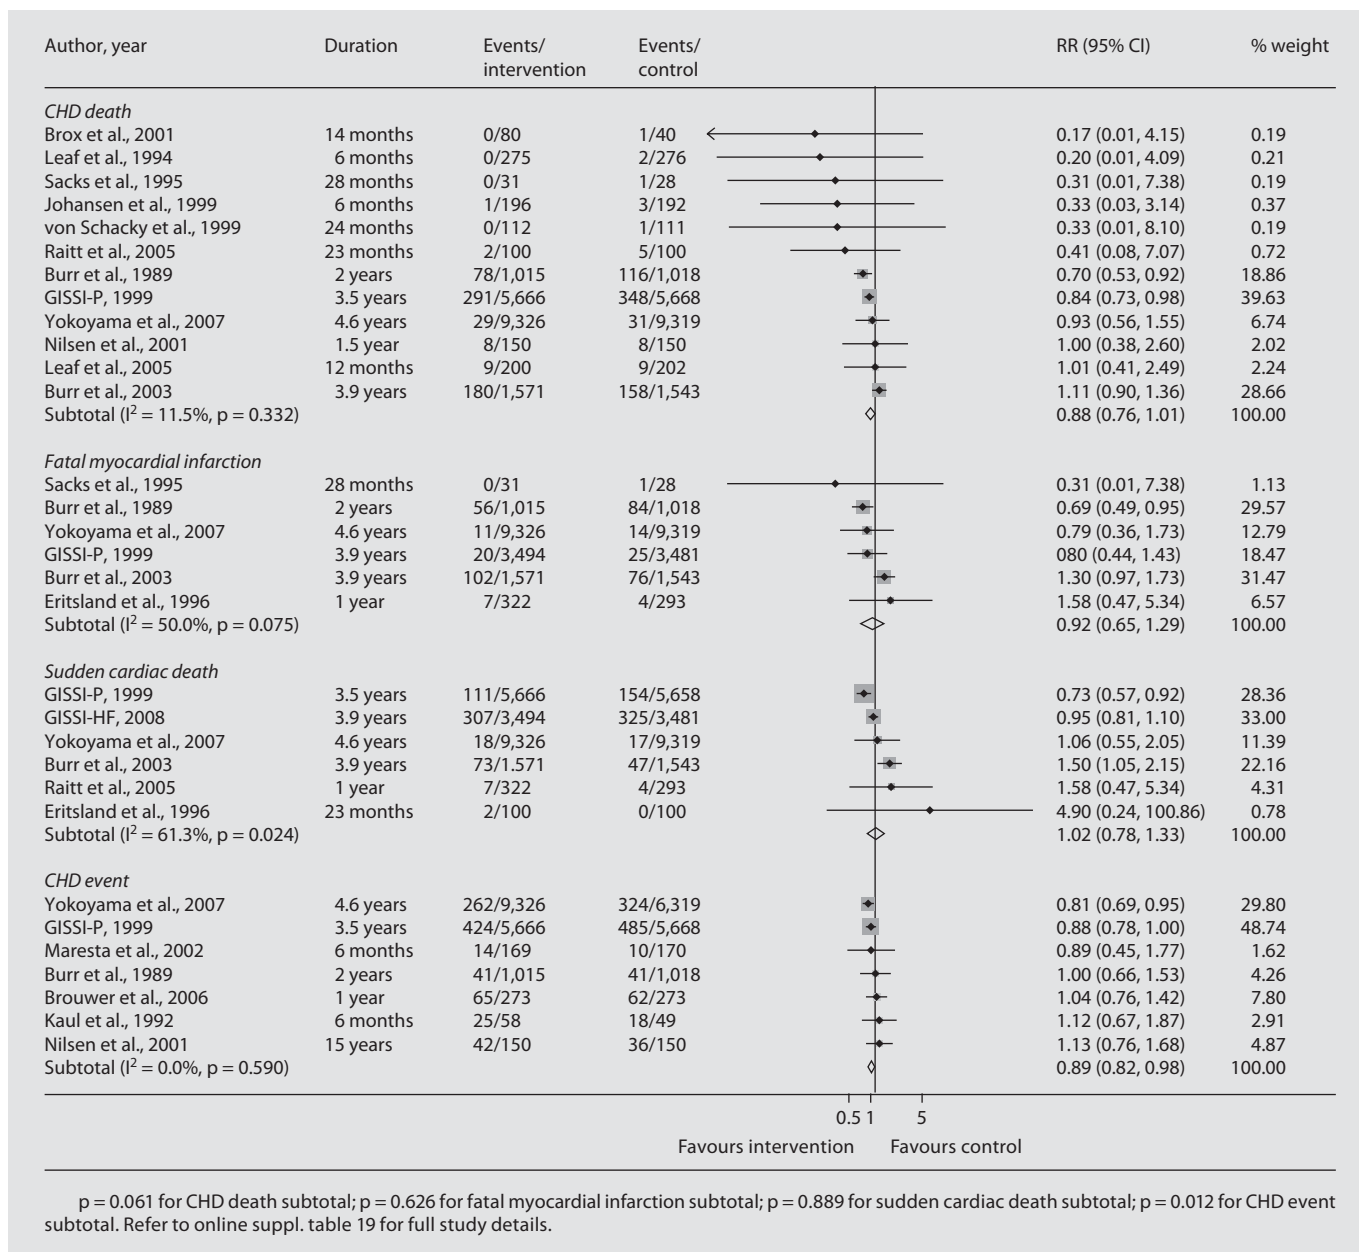 Author, year Duration Events/ intervention Events/ control RR (95% CI) % weight
CHD death
Brox et al., 2001 14 months 0/80 1/40 0.17 (0.01, 4.15) 0.19
Leaf et al., 1994 6 months 0/275 2/276 0.20 (0.01, 4.09) 0.21
Sacks et al., 1995 28 months 0/31 1/28 0.31 (0.01, 7.38) 0.19
Johansen et al., 1999 6 months 1/196 3/192 0.33 (0.03, 3.14) 0.37
von Schacky et al., 1999 24 months 0/112 1/111 0.33 (0.01, 8.10) 0.19
Raitt et al., 2005 23 months 2/100 5/100 0.41 (0.08, 7.07) 0.72
Burr et al., 1989 2 years 78/1,015 116/1,018 0.70 (0.53, 0.92) 18.86
GISSI-P, 1999 3.5 years 291/5,666 348/5,668 0.84 (0.73, 0.98) 39.63
Yokoyama et al., 2007 4.6 years 29/9,326 31/9,319 0.93 (0.56, 1.55) 6.74
Nilsen et al., 2001 1.5 year 8/150 8/150 1.00 (0.38, 2.60) 2.02
Leaf et al., 2005 12 months 9/200 9/202 1.01 (0.41, 2.49) 2.24
Burr et al., 2003 3.9 years 180/1,571 158/1,543 1.11 (0.90, 1.36) 28.66
Subtotal (I² = 11.5%, p = 0.332) 0.88 (0.76, 1.01) 100.00
Fatal myocardial infarction
Sacks et al., 1995 28 months 0/31 1/28 0.31 (0.01, 7.38) 1.13
Burr et al., 1989 2 years 56/1,015 84/1,018 0.69 (0.49, 0.95) 29.57
Yokoyama et al., 2007 4.6 years 11/9,326 14/9,319 0.79 (0.36, 1.73) 12.79
GISSI-P, 1999 3.9 years 20/3,494 25/3,481 080 (0.44, 1.43) 18.47
Burr et al., 2003 3.9 years 102/1,571 76/1,543 1.30 (0.97, 1.73) 31.47
Eritsland et al., 1996 1 year 7/322 4/293 1.58 (0.47, 5.34) 6.57
Subtotal (I² = 50.0%, p = 0.075) 0.92 (0.65, 1.29) 100.00
Sudden cardiac death
GISSI-P, 1999 3.5 years 111/5,666 154/5,658 0.73 (0.57, 0.92) 28.36
GISSI-HF, 2008 3.9 years 307/3,494 325/3,481 0.95 (0.81, 1.10) 33.00
Yokoyama et al., 2007 4.6 years 18/9,326 17/9,319 1.06 (0.55, 2.05) 11.39
Burr et al., 2003 3.9 years 73/1.571 47/1,543 1.50 (1.05, 2.15) 22.16
Raitt et al., 2005 1 year 7/322 4/293 1.58 (0.47, 5.34) 4.31
Eritsland et al., 1996 23 months 2/100 0/100 4.90 (0.24, 100.86) 0.78
Subtotal (I² = 61.3%, p = 0.024) 1.02 (0.78, 1.33) 100.00
CHD event
Yokoyama et al., 2007 4.6 years 262/9,326 324/6,319 0.81 (0.69, 0.95) 29.80
GISSI-P, 1999 3.5 years 424/5,666 485/5,668 0.88 (0.78, 1.00) 48.74
Maresta et al., 2002 6 months 14/169 10/170 0.89 (0.45, 1.77) 1.62
Burr et al., 1989 2 years 41/1,015 41/1,018 1.00 (0.66, 1.53) 4.26
Brouwer et al., 2006 1 year 65/273 62/273 1.04 (0.76, 1.42) 7.80
Kaul et al., 1992 6 months 25/58 18/49 1.12 (0.67, 1.87) 2.91
Nilsen et al., 2001 15 years 42/150 36/150 1.13 (0.76, 1.68) 4.87
Subtotal (I² = 0.0%, p = 0.590) 0.89 (0.82, 0.98) 100.00
0.5 1 5
Favours intervention Favours control
p = 0.061 for CHD death subtotal; p = 0.626 for fatal myocardial infarction subtotal; p = 0.889 for sudden cardiac death subtotal; p = 0.012 for CHD event
subtotal. Refer to online suppl. table 19 for full study details.